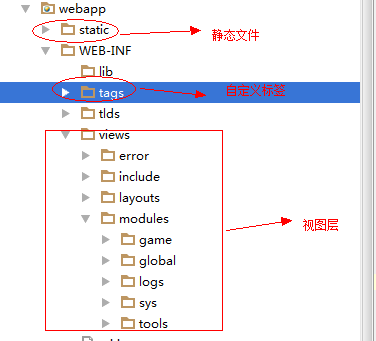 webapp
static
静态文件
WEB-INF
lib
tags
自定义标签
tlds
views
error
include
layouts
modules
game
视图层
global
logs
sys
tools